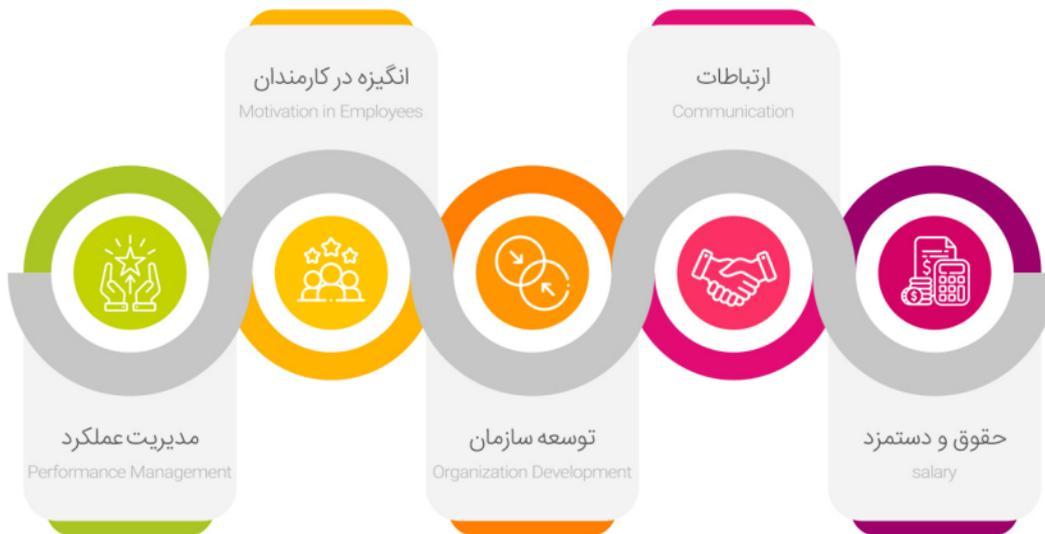 ارتباطات
Communication
انگیزه در کارمندان
Motivation in Employees
حقوق و دستمزد
salary
توسعه سازمان
Organization Development
مدیریت عملکرد
Performance Management